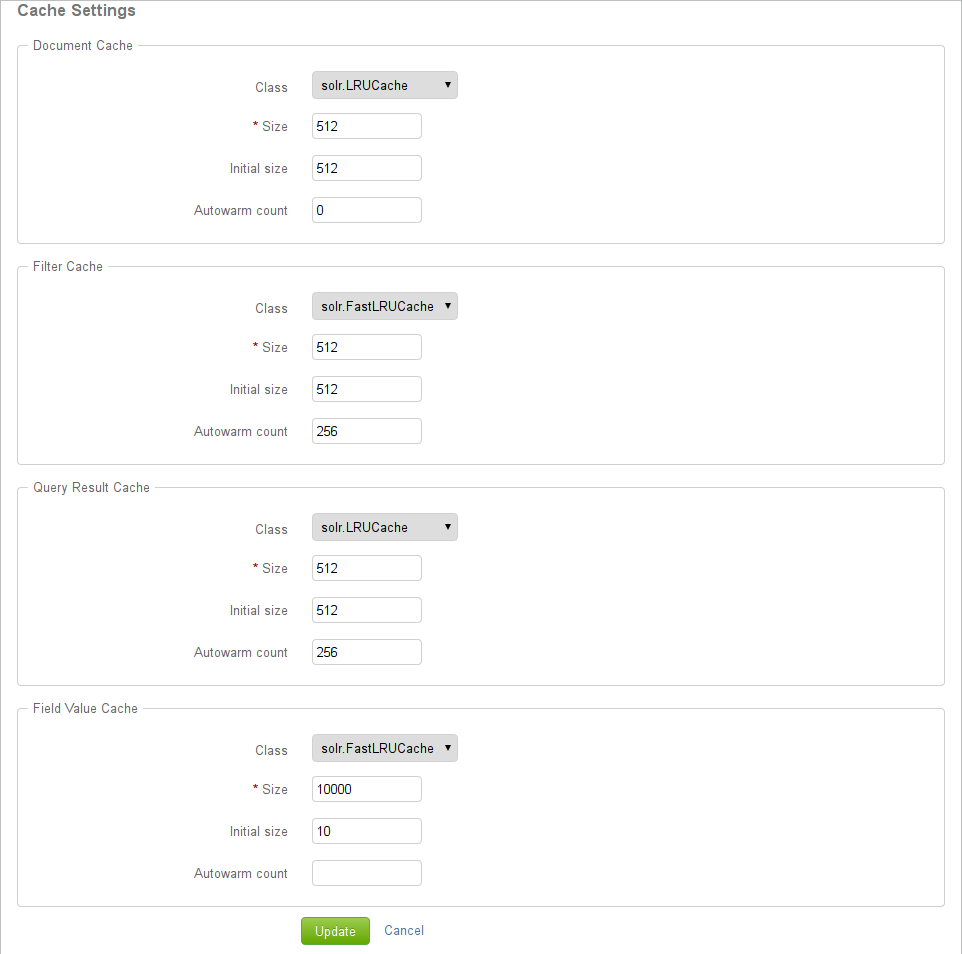 Cache Settings
Document Cache
Class solr.LRUCache
* Size 512
Initial size 512
Autowarm count 0
Filter Cache
Class solr.FastLRUCache
* Size 512
Initial size 512
Autowarm count 256
Query Result Cache
Class solr.LRUCache
* Size 512
Initial size 512
Autowarm count 256
Field Value Cache
Class solr.FastLRUCache
* Size 10000
Initial size 10
Autowarm count
Update Cancel